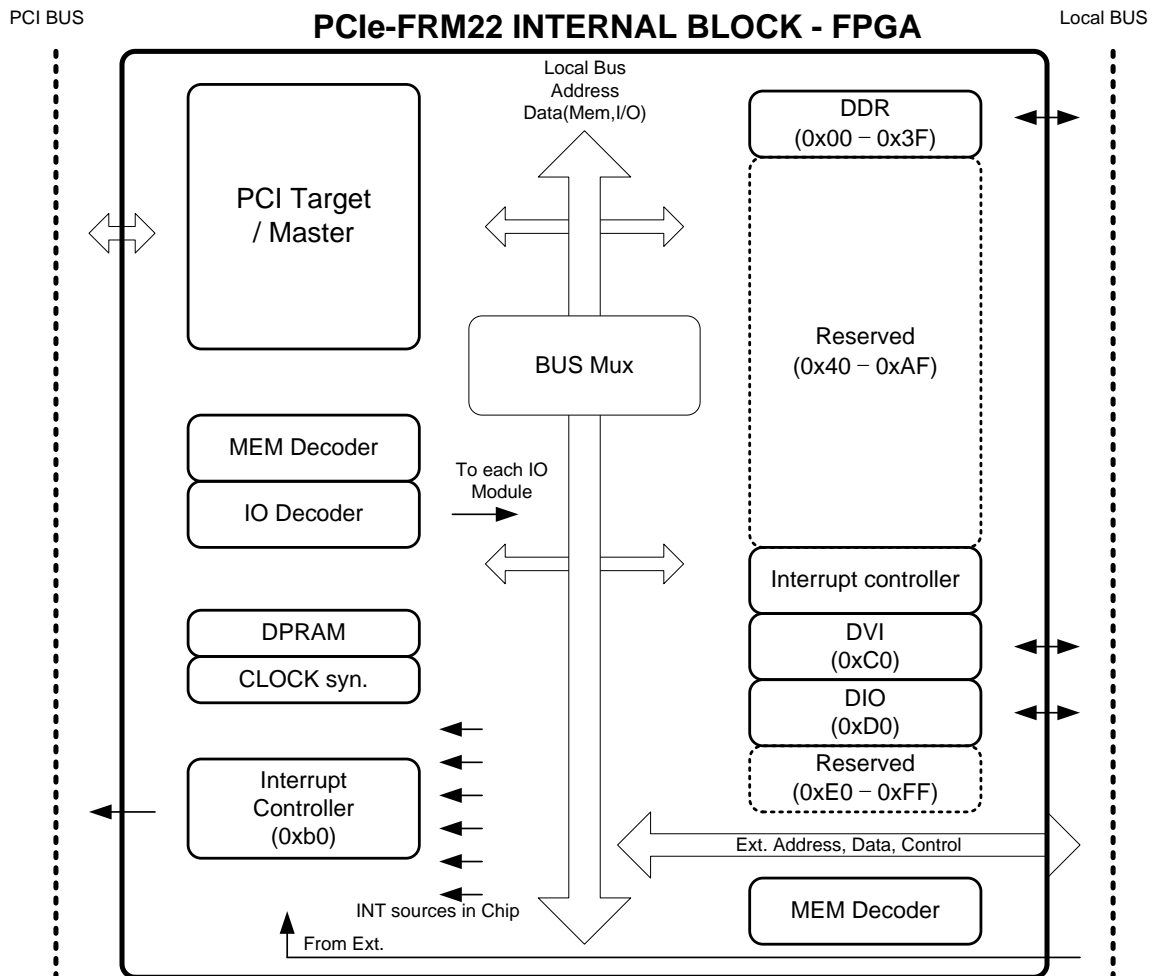 PCI BUS
PCIe-FRM22 INTERNAL BLOCK - FPGA
Local BUS
Local Bus
Address
Data(Mem,I/O)
DDR
(0x00 – 0x3F)
PCI Target
/ Master
BUS Mux
Reserved
(0x40 – 0xAF)
MEM Decoder
IO Decoder
To each IO
Module
Interrupt controller
DPRAM
CLOCK syn.
DVI
(0xC0)
DIO
(0xD0)
Reserved
(0xE0 – 0xFF)
Interrupt
Controller
(0xb0)
Ext. Address, Data, Control
INT sources in Chip
MEM Decoder
From Ext.